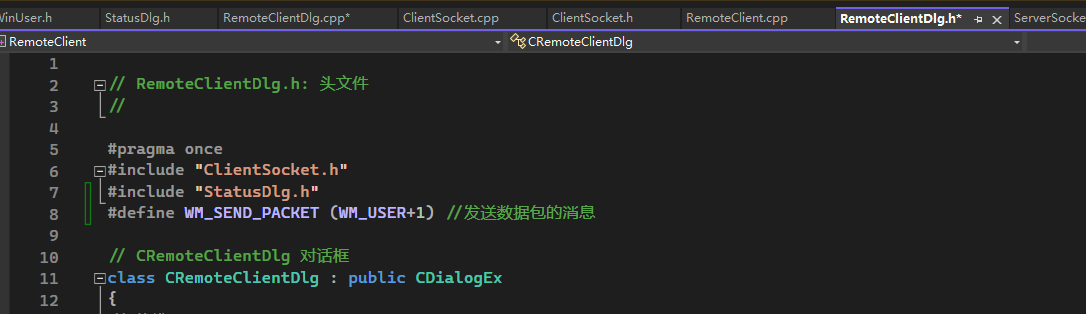 WinUser.h StatusDlg.h RemoteClientDlg.cpp* ClientSocket.cpp ClientSocket.h RemoteClient.cpp RemoteClientDlg.h* ServerSocke
RemoteClient CRemoteClientDlg
1
2 // RemoteClientDlg.h: 头文件
3 //
4
5 #pragma once
6 #include "ClientSocket.h"
7 #include "StatusDlg.h"
8 #define WM_SEND_PACKET (WM_USER+1) //发送数据包的消息
9
10 // CRemoteClientDlg 对话框
11 class CRemoteClientDlg : public CDialogEx
12 {